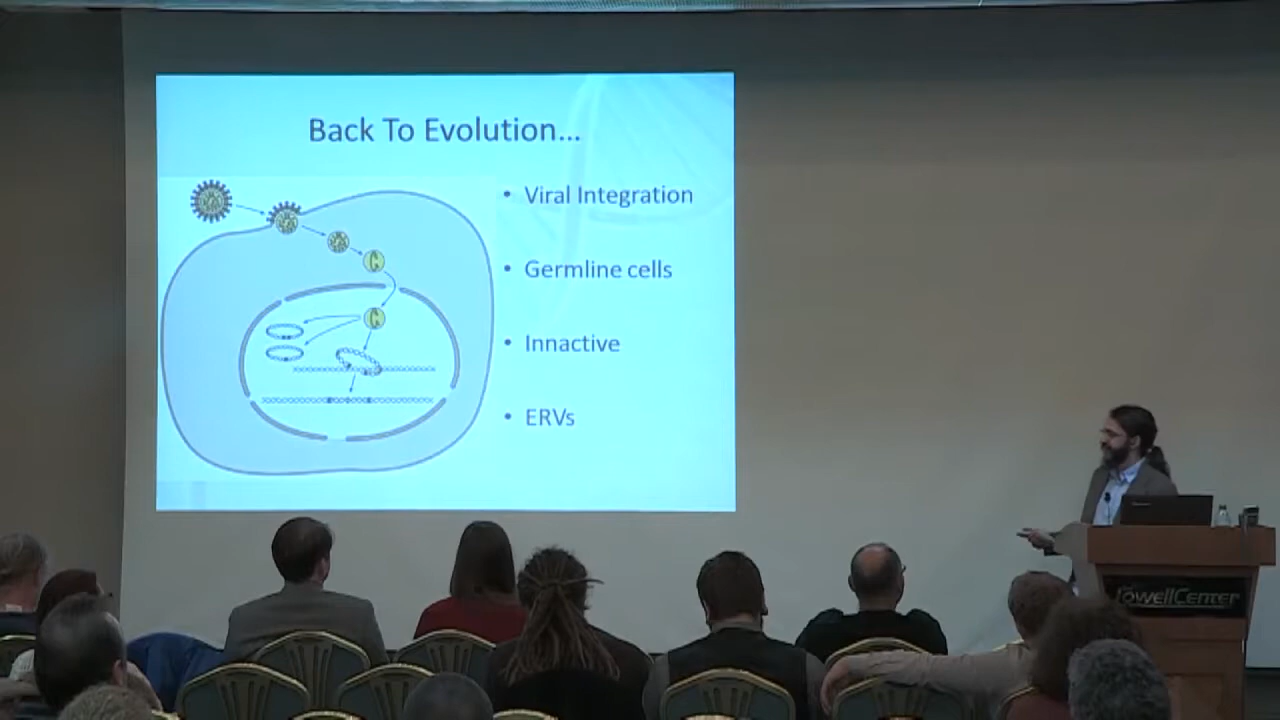 Back To Evolution...
• Viral Integration
• Germline cells
• Innactive
• ERVs
lowellCenter